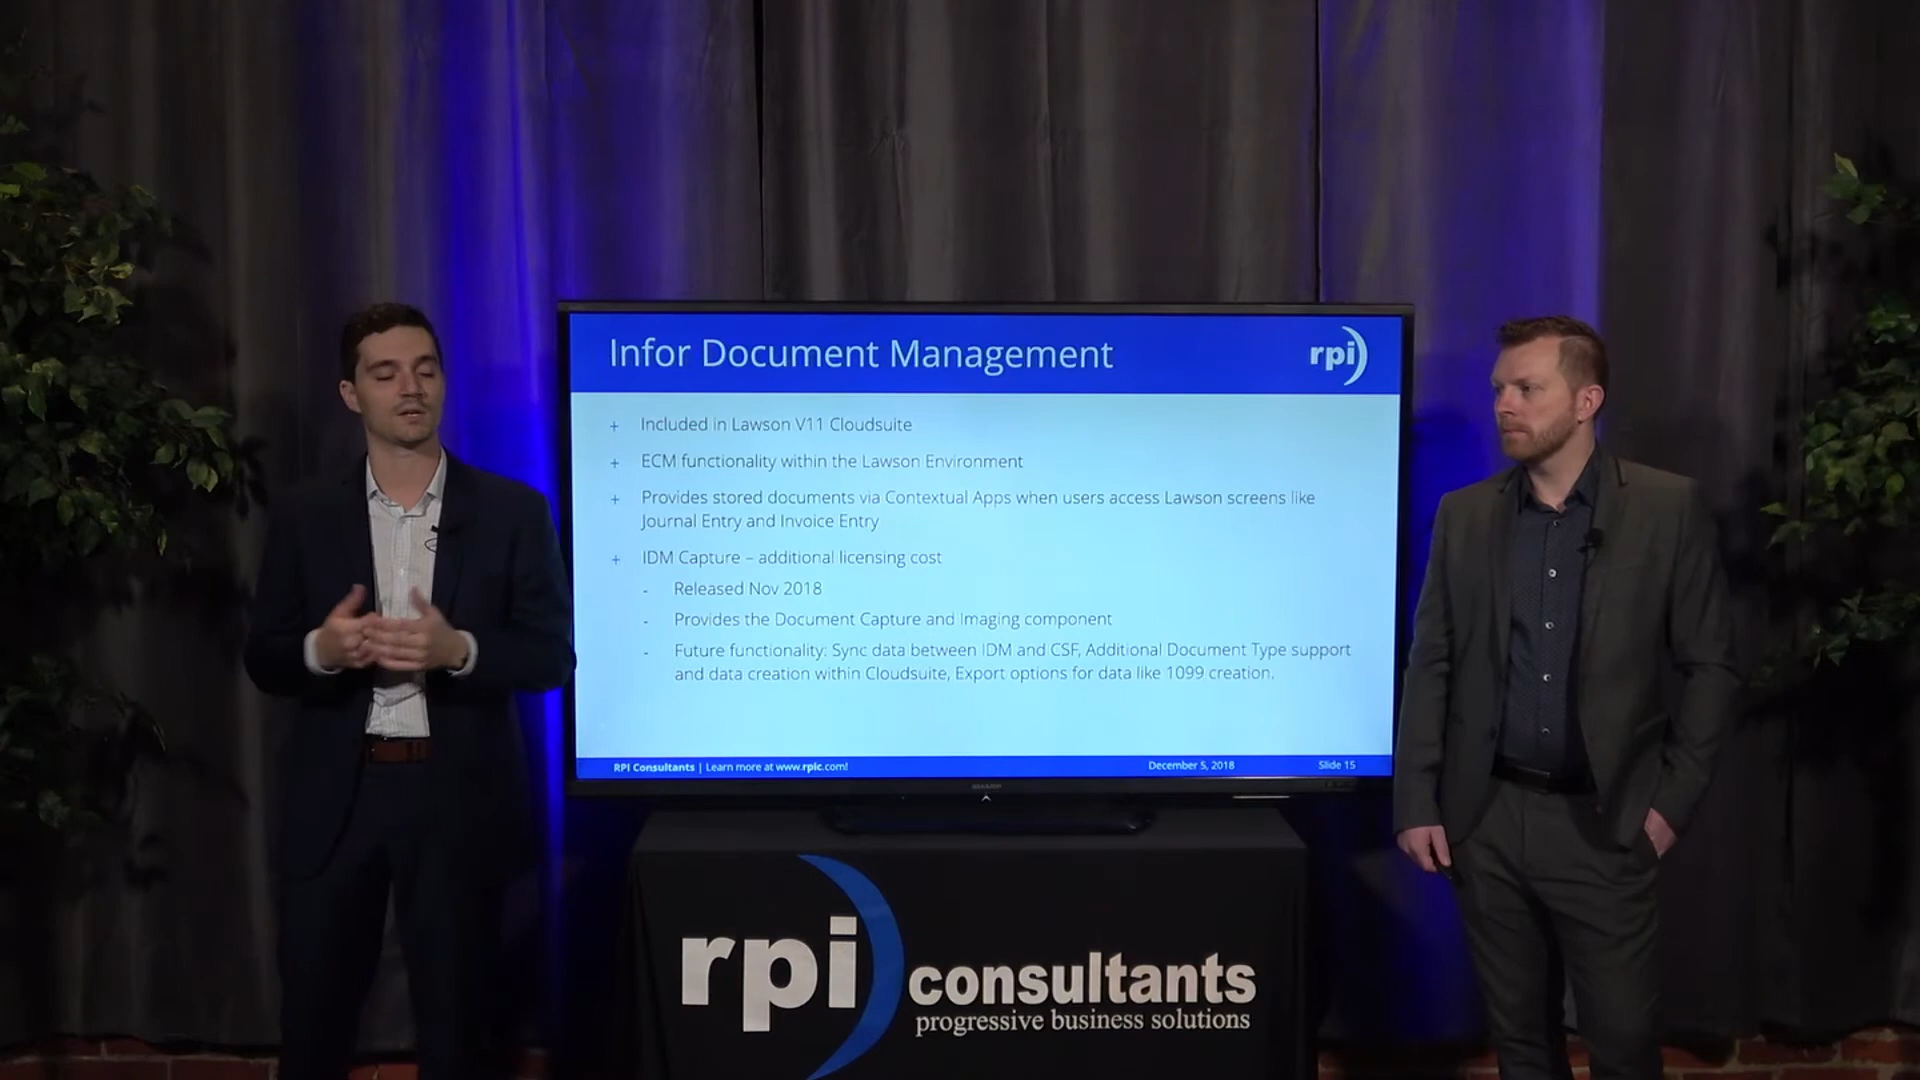 Infor Document Management
rpi
+ Included in Lawson V11 Cloudsuite
+ ECM functionality within the Lawson Environment
+ Provides stored documents via Contextual Apps when users access Lawson screens like
Journal Entry and Invoice Entry
+ IDM Capture – additional licensing cost
- Released Nov 2018
- Provides the Document Capture and Imaging component
- Future functionality: Sync data between IDM and CSF, Additional Document Type support
and data creation within Cloudsuite, Export options for data like 1099 creation.
RPI Consultants | Learn more at www.rpic.com!
December 5, 2018
Slide 15
SHARP
rpi consultants
progressive business solutions